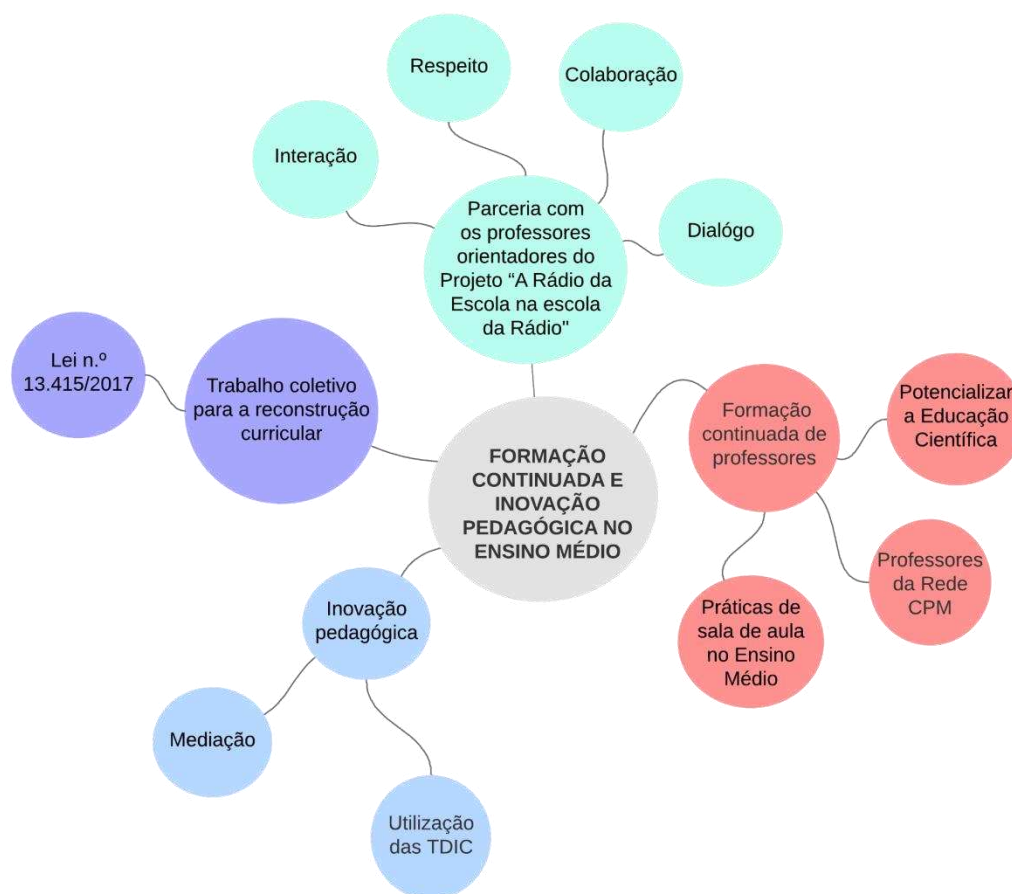 Respeito
Colaboração
Interação
Parceria com
os professores
orientadores do
Projeto “A Rádio da
Escola na escola
da Rádio"
Dialógo
Lei n.º
13.415/2017
Trabalho coletivo
para a reconstrução
curricular
Formação
continuada de
professores
Potencializar
a Educação
Científica
FORMAÇÃO
CONTINUADA E
INOVAÇÃO
PEDAGÓGICA NO
ENSINO MÉDIO
Professores
da Rede
CPM
Práticas de
sala de aula
no Ensino
Médio
Inovação
pedagógica
Mediação
Utilização
das TDIC